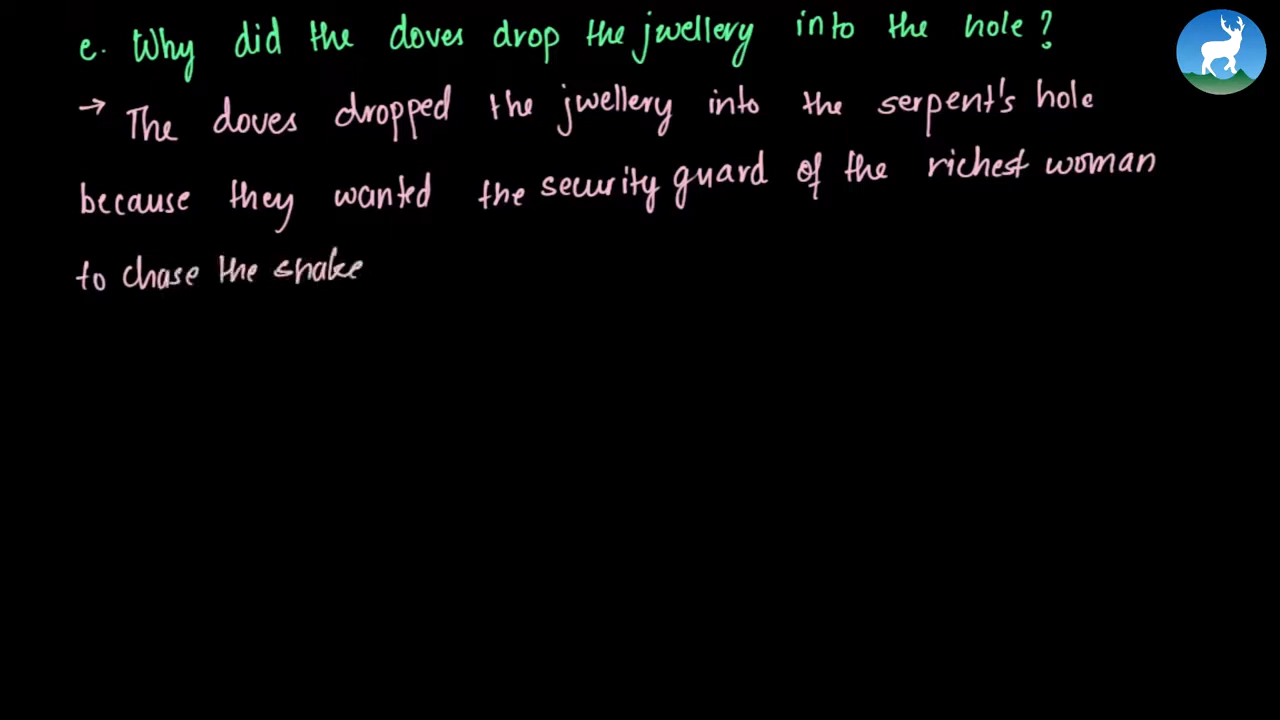 e. Why did the doves drop the jwellery into the hole?
→ The doves dropped the jwellery into the serpent's hole
because they wanted the security guard of the richest woman
to chase the snake